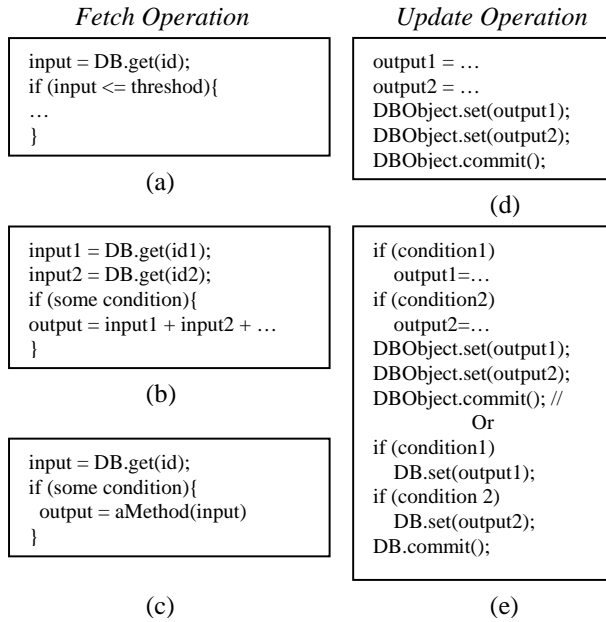 Fetch Operation
input = DB.get(id);
if (input <= threshod){
…
}
(a)
input1 = DB.get(id1);
input2 = DB.get(id2);
if (some condition){
output = input1 + input2 + …
}
(b)
input = DB.get(id);
if (some condition){
output = aMethod(input)
}
(c)
Update Operation
output1 = …
output2 = …
DBObject.set(output1);
DBObject.set(output2);
DBObject.commit();
(d)
if (condition1)
output1=…
if (condition2)
output2=…
DBObject.set(output1);
DBObject.set(output2);
DBObject.commit(); //
Or
if (condition1)
DB.set(output1);
if (condition 2)
DB.set(output2);
DB.commit();
(e)